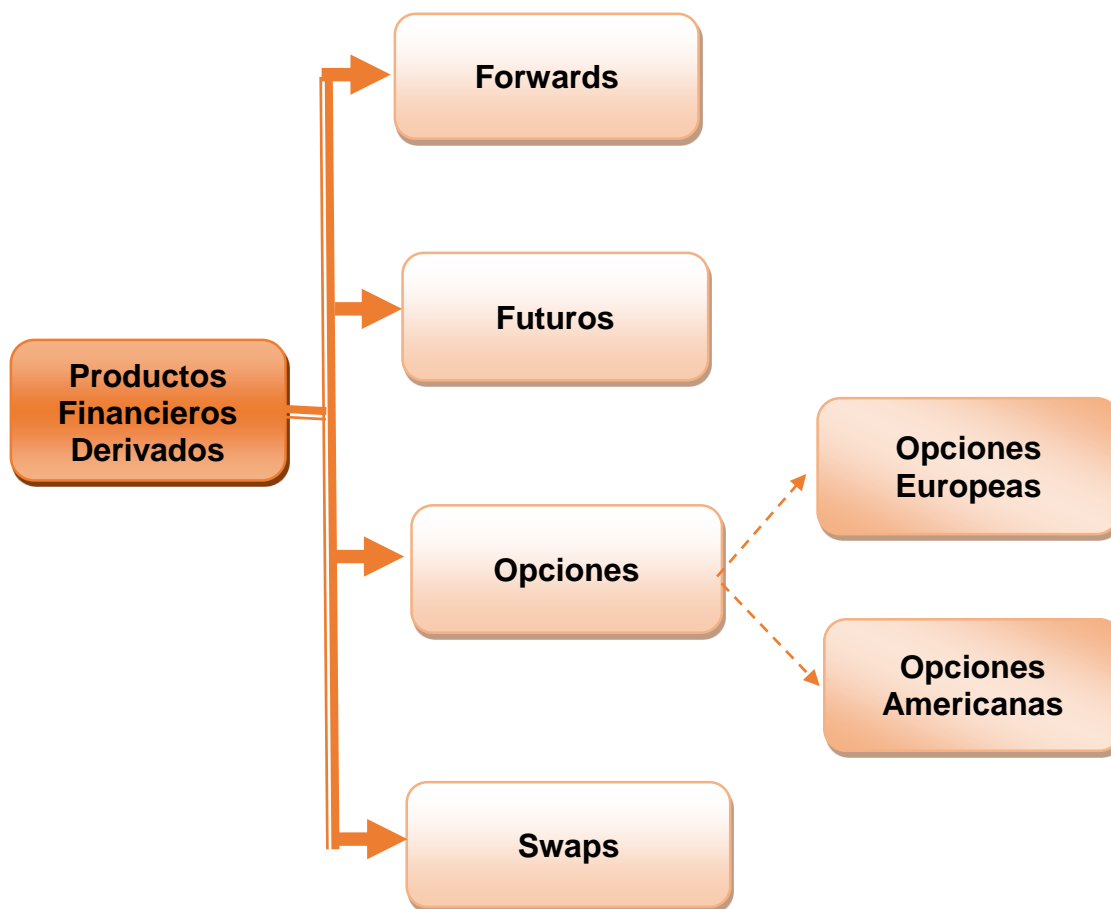 Forwards
Futuros
Productos
Financieros
Derivados
Opciones
Europeas
Opciones
Opciones
Americanas
Swaps